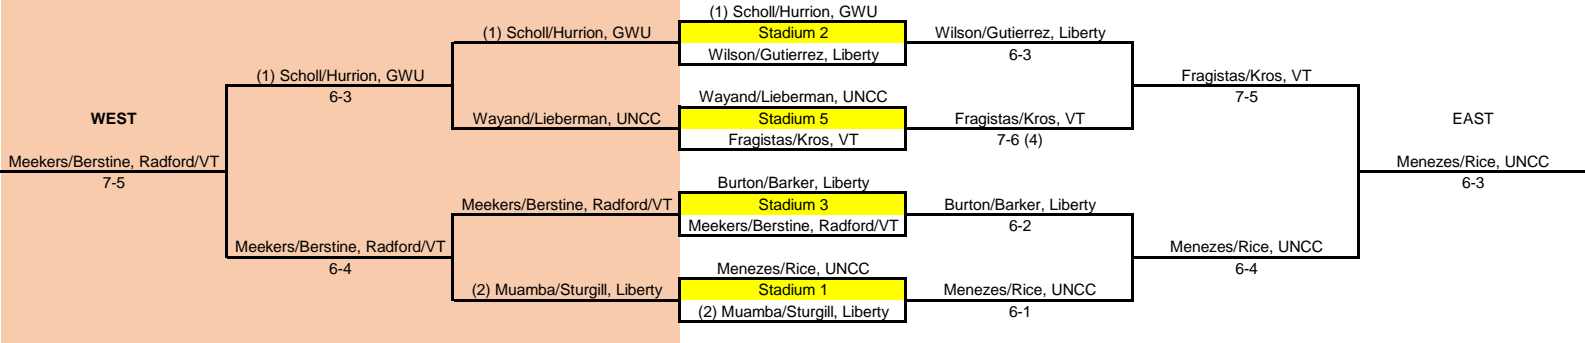 (1) Scholl/Hurrion, GWU
(1) Scholl/Hurrion, GWU
Stadium 2
Wilson/Gutierrez, Liberty
Wilson/Gutierrez, Liberty
6-3
(1) Scholl/Hurrion, GWU
6-3
Fragistas/Kros, VT
7-5
Wayand/Lieberman, UNCC
WEST
Wayand/Lieberman, UNCC
Stadium 5
Fragistas/Kros, VT
EAST
Fragistas/Kros, VT
7-6 (4)
Meekers/Berstine, Radford/VT
7-5
Menezes/Rice, UNCC
6-3
Burton/Barker, Liberty
Meekers/Berstine, Radford/VT
Stadium 3
Burton/Barker, Liberty
Meekers/Berstine, Radford/VT
6-2
Meekers/Berstine, Radford/VT
6-4
Menezes/Rice, UNCC
6-4
Menezes/Rice, UNCC
(2) Muamba/Sturgill, Liberty
Stadium 1
Menezes/Rice, UNCC
(2) Muamba/Sturgill, Liberty
6-1